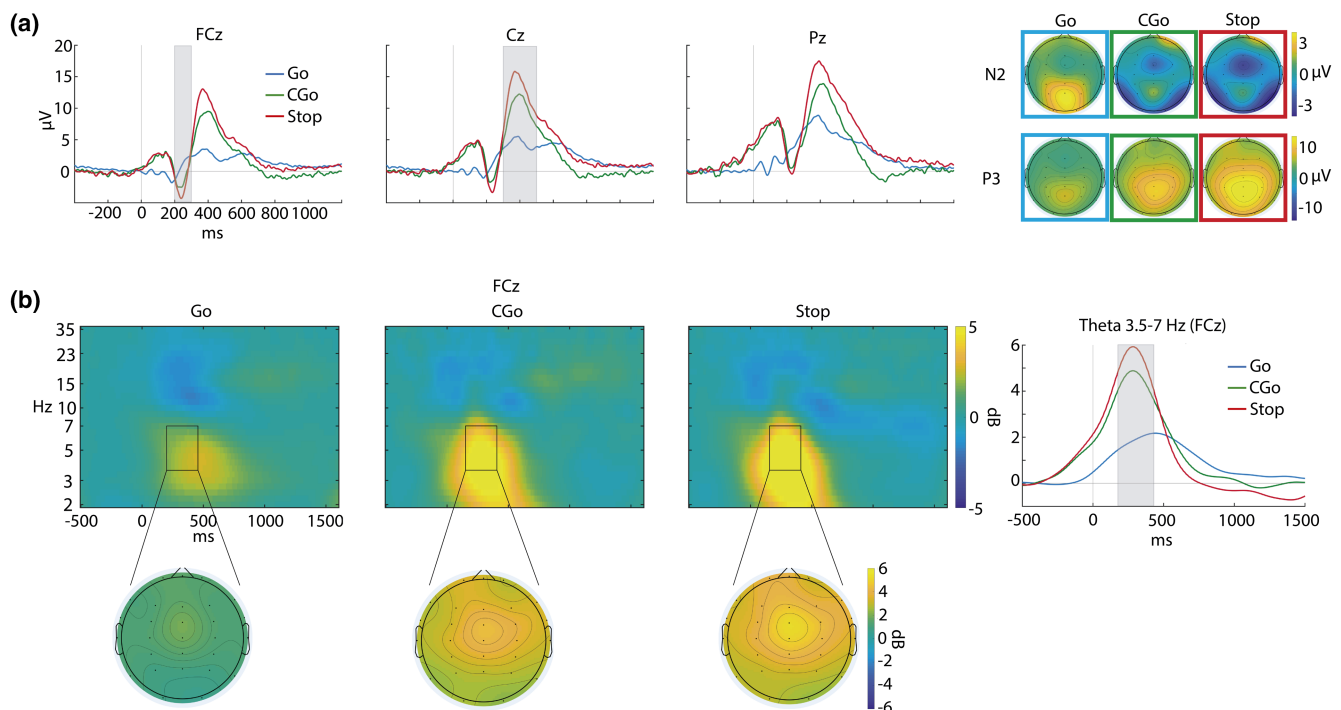 (a)
FCz
Cz
Pz
Go
CGo
Stop
20
15
10
5
0
μV
Go
CGo
Stop
-400
0
200
400
600
800
1000
ms
N2
3
0
μV
-3
P3
10
0
μV
-10
(b)
FCz
Go
CGo
Stop
35
23
15
Hz
10
7
5
3
2
-500
0
500
1000
1500
ms
5
0
dB
-5
Theta 3.5-7 Hz (FCz)
6
4
2
0
Go
CGo
Stop
-500
0
500
1000
1500
ms
6
4
2
0
dB
-2
-4
-6